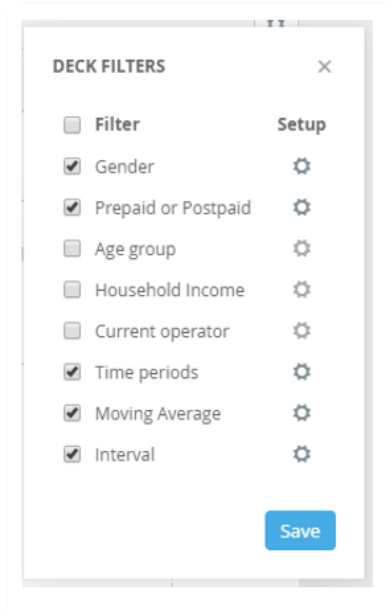 DECK FILTERS
Filter Setup
Gender
Prepaid or Postpaid
Age group
Household Income
Current operator
Time periods
Moving Average
Interval
Save